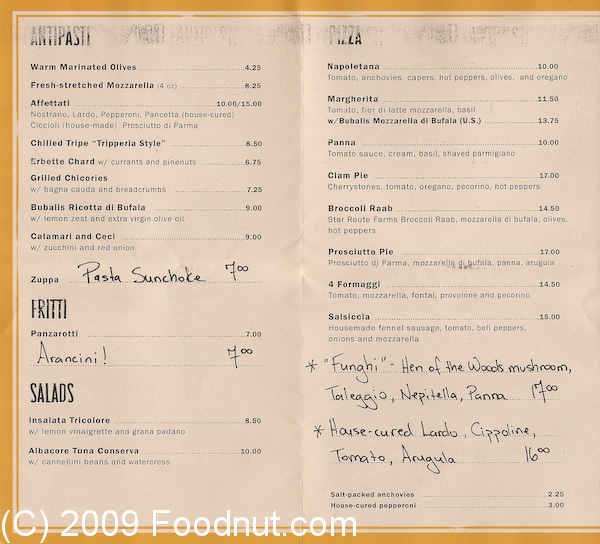 ANTIPASTI
Warm Marinated Olives 4.25
Fresh-stretched Mozzarella (4 oz) 8.25
Affettati 10.00/15.00
Nostrano, Lardo, Pepperoni, Pancetta (house-cured)
Ciccioli (house-made) Prosciutto di Parma
Chilled Tripe "Tripperia Style" 8.50
Erbette Chard w/ currants and pinenuts 6.75
Grilled Chicories
w/ bagna cauda and breadcrumbs 7.25
Bubalis Ricotta di Bufala 9.00
w/ lemon zest and extra virgin olive oil
Calamari and Ceci 9.00
w/ zucchini and red onion
Zuppa Pasta Sunchoke 7.00
FRITTI
Panzarotti 7.00
Arancini! 7.00
SALADS
Insalata Tricolore 8.50
w/ lemon vinaigrette and grana padano
Albacore Tuna Conserva 10.00
w/ cannellini beans and watercress
PIZZA
Napoletana 10.00
Tomato, anchovies, capers, hot peppers, olives, and oregano
Margherita 11.50
Tomato, fior di latte mozzarella, basil
w/Bubalis Mozzarella di Bufala (U.S.) 13.75
Panna 10.00
Tomato sauce, cream, basil, shaved parmigiano
Clam Pie 17.00
Cherrystones, tomato, oregano, pecorino, hot peppers
Broccoli Raab 14.50
Star Route Farms Broccoli Raab, mozzarella di bufala, olives,
hot peppers
Prosciutto Pie 17.00
Prosciutto dj Parma, mozzarella di bufala, panna, arugula
4 Formaggi 14.50
Tomato, mozzarella, fontal, provolone and pecorino
Salsiccia 15.00
Housemade fennel sausage, tomato, bell peppers,
onions and mozzarella
* "Funghi" - Hen of the Woods mushroom,
Taleggio, Nepitella, Panna 17.00
* House-cured Lardo, Cippoline,
Tomato, Arugula 16.00
Salt-packed anchovies 2.25
House-cured pepperoni 3.00
(C) 2009 Foodnut.com